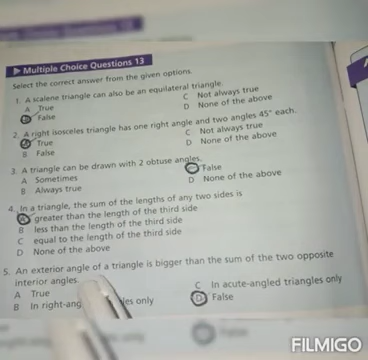 Multiple Choice Questions 13
Select the correct answer from the given options.
1. A scalene triangle can also be an equilateral triangle.
A True
C Not always true
B False
D None of the above
2. A right isosceles triangle has one right angle and two angles 45° each.
A True
C Not always true
B False
D None of the above
3. A triangle can be drawn with 2 obtuse angles.
A Sometimes
C False
B Always true
D None of the above
4. In a triangle, the sum of the lengths of any two sides is
A greater than the length of the third side
B less than the length of the third side
C equal to the length of the third side
D None of the above
5. An exterior angle of a triangle is bigger than the sum of the two opposite
interior angles.
A True
C In acute-angled triangles only
B In right-ang les only
D False
FILMIGO